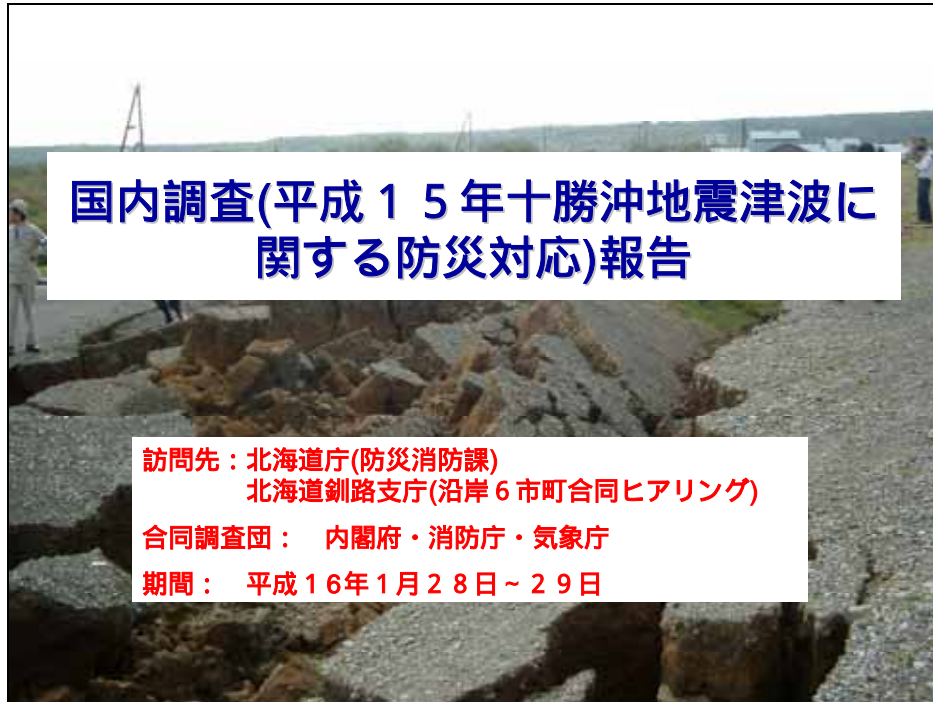 国内調査(平成１５年十勝沖地震津波に
関する防災対応)報告
訪問先：北海道庁(防災消防課)
北海道釧路支庁(沿岸６市町合同ヒアリング)
合同調査団：　内閣府・消防庁・気象庁
期間：　平成１6年１月２８日～２９日